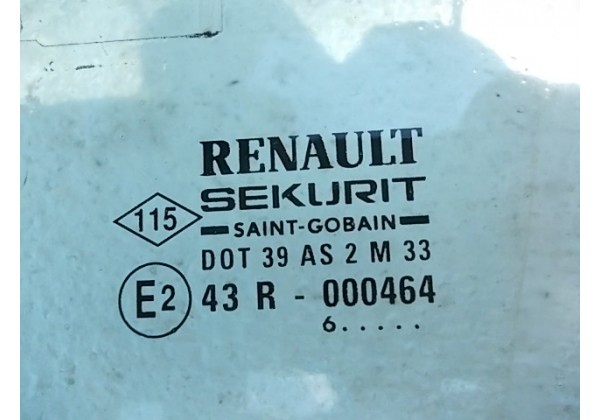 RENAULT
SEKURIT
115
SAINT-GOBAIN
DOT 39 AS 2 M 33
E2 43 R - 000464
6.....